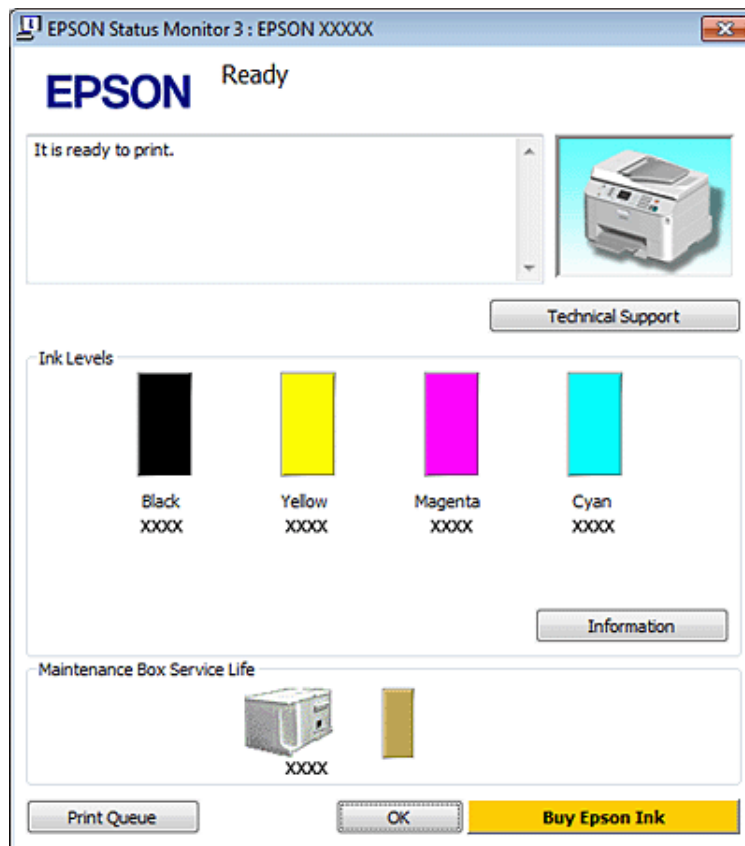 EPSON Status Monitor 3 : EPSON XXXXX
EPSON
Ready
It is ready to print.
Technical Support
Ink Levels
Black Yellow Magenta Cyan
XXXX XXXX XXXX XXXX
Information
Maintenance Box Service Life
XXXX
Print Queue OK Buy Epson Ink